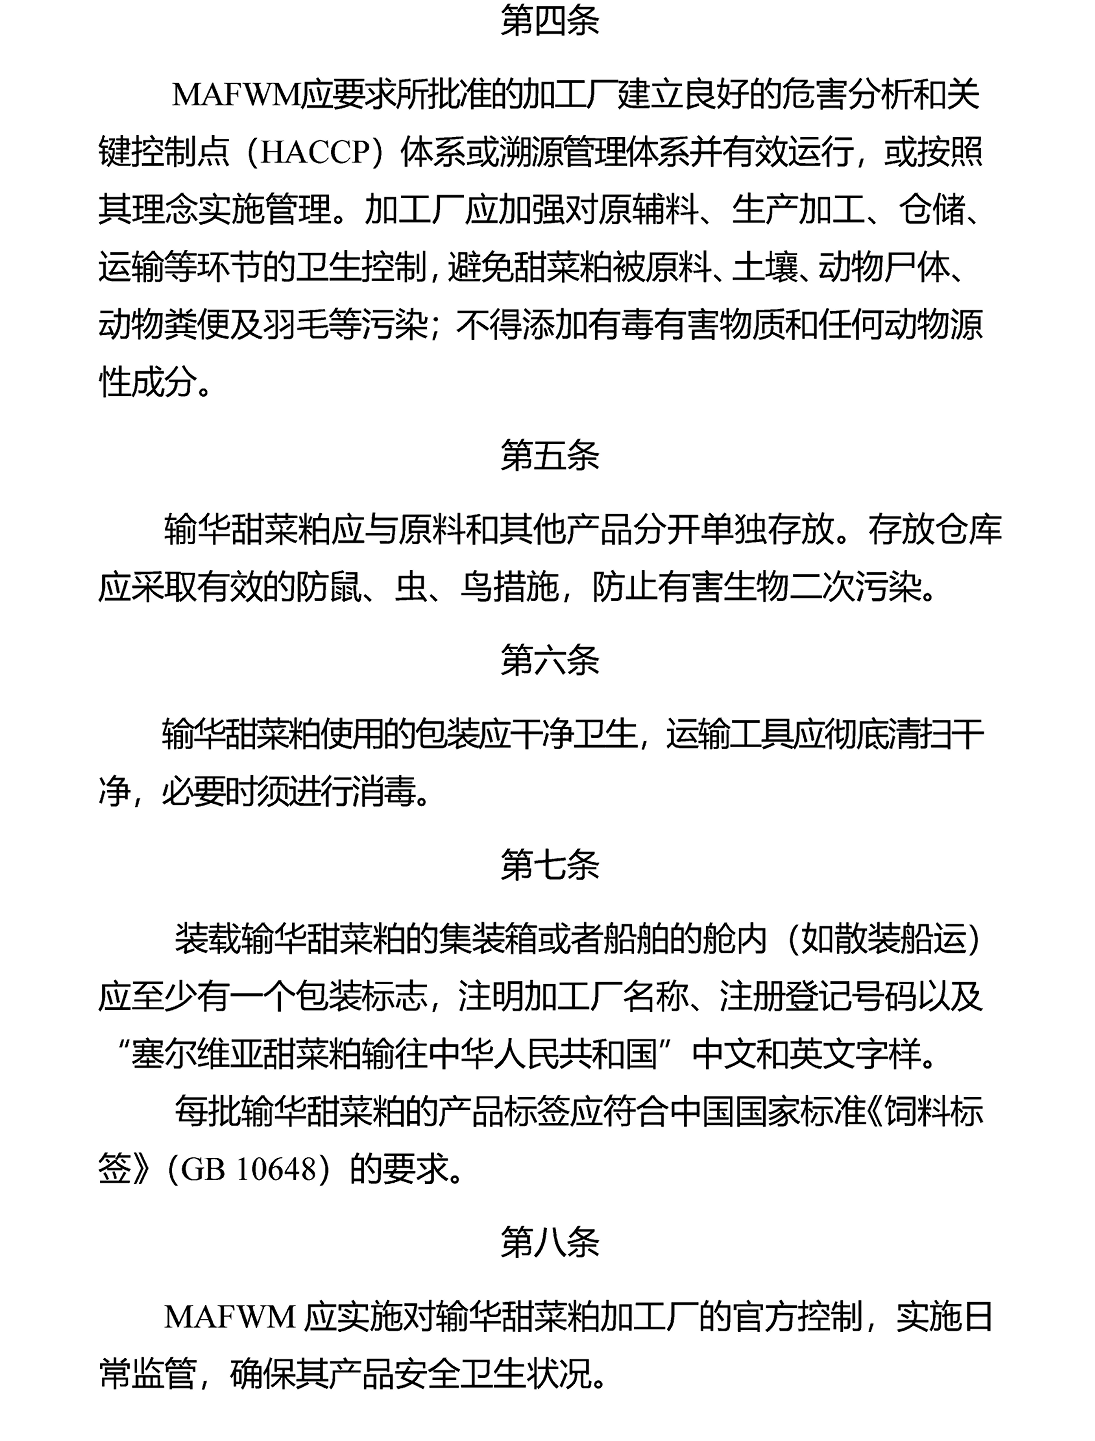 第四条
MAFWM应要求所批准的加工厂建立良好的危害分析和关
键控制点（HACCP）体系或溯源管理体系并有效运行，或按照
其理念实施管理。加工厂应加强对原辅料、生产加工、仓储、
运输等环节的卫生控制，避免甜菜粕被原料、土壤、动物尸体、
动物粪便及羽毛等污染；不得添加有毒有害物质和任何动物源
性成分。
第五条
输华甜菜粕应与原料和其他产品分开单独存放。存放仓库
应采取有效的防鼠、虫、鸟措施，防止有害生物二次污染。
第六条
输华甜菜粕使用的包装应干净卫生，运输工具应彻底清扫干
净，必要时须进行消毒。
第七条
装载输华甜菜粕的集装箱或者船舶的舱内（如散装船运）
应至少有一个包装标志，注明加工厂名称、注册登记号码以及
“塞尔维亚甜菜粕输往中华人民共和国”中文和英文字样。
每批输华甜菜粕的产品标签应符合中国国家标准《饲料标
签》（GB 10648）的要求。
第八条
MAFWM 应实施对输华甜菜粕加工厂的官方控制，实施日
常监管，确保其产品安全卫生状况。